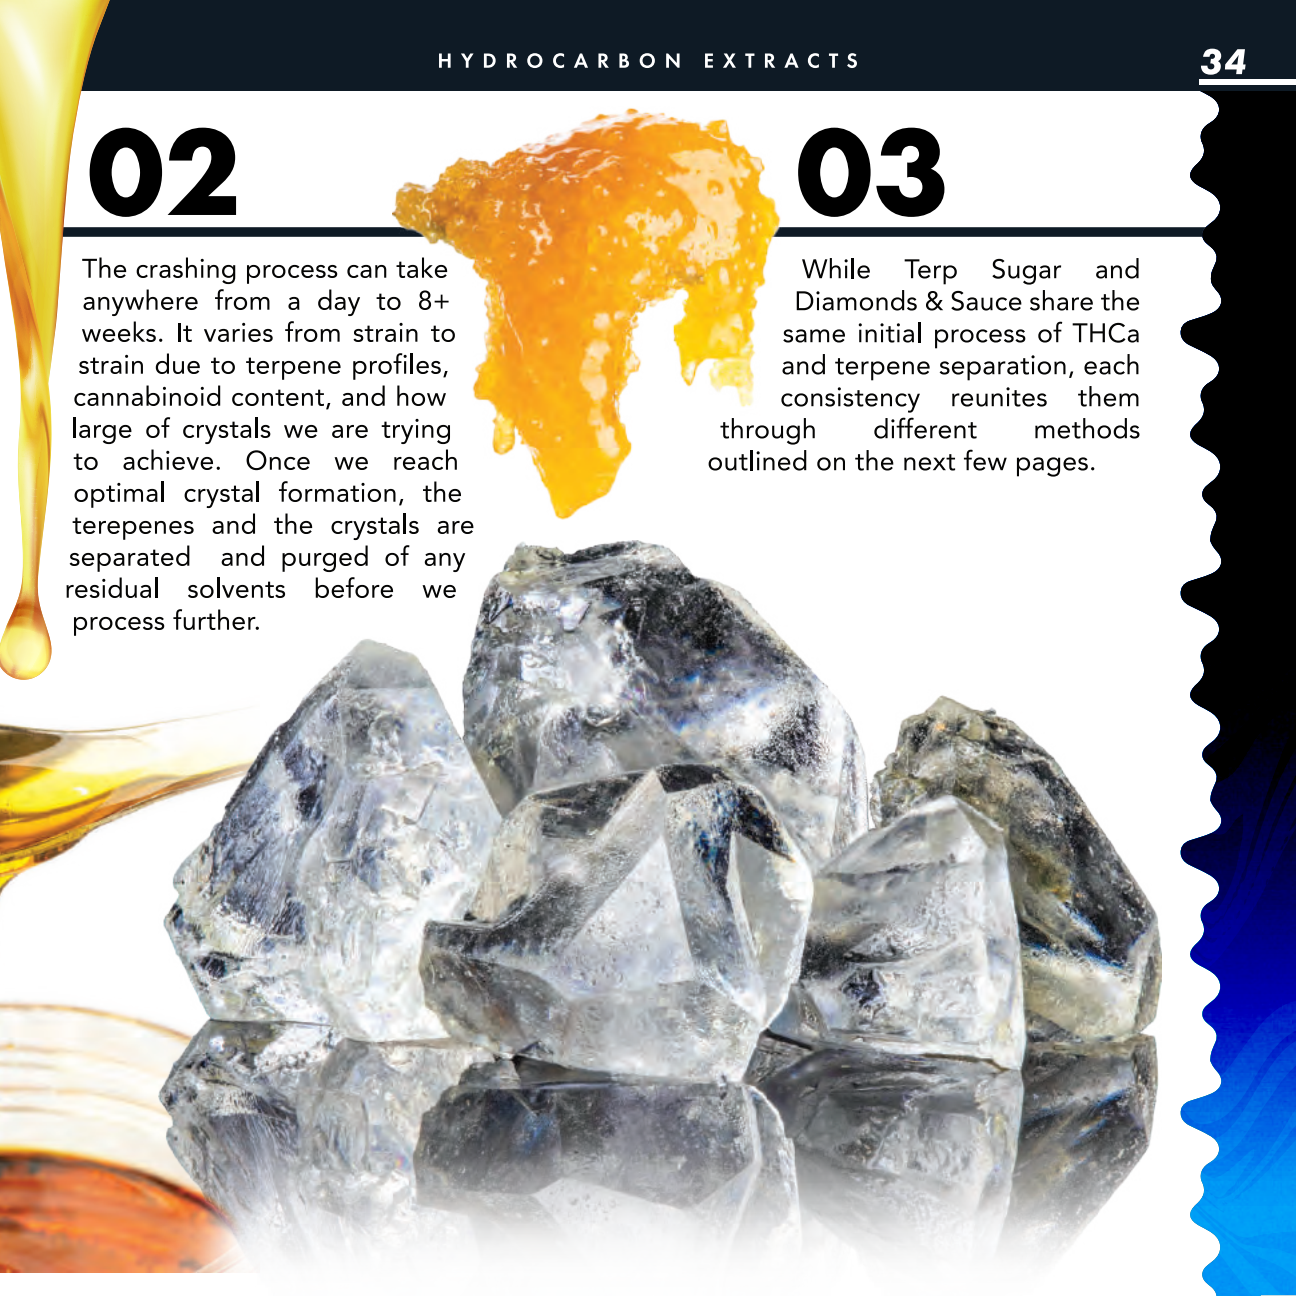 HYDROCARBON EXTRACTS
34
02
The crashing process can take
anywhere from a day to 8+
weeks. It varies from strain to
strain due to terpene profiles,
cannabinoid content, and how
large of crystals we are trying
to achieve. Once we reach
optimal crystal formation, the
terepenes and the crystals are
separated and purged of any
residual solvents before we
process further.
03
While Terp Sugar and
Diamonds & Sauce share the
same initial process of THCa
and terpene separation, each
consistency reunites them
through different methods
outlined on the next few pages.